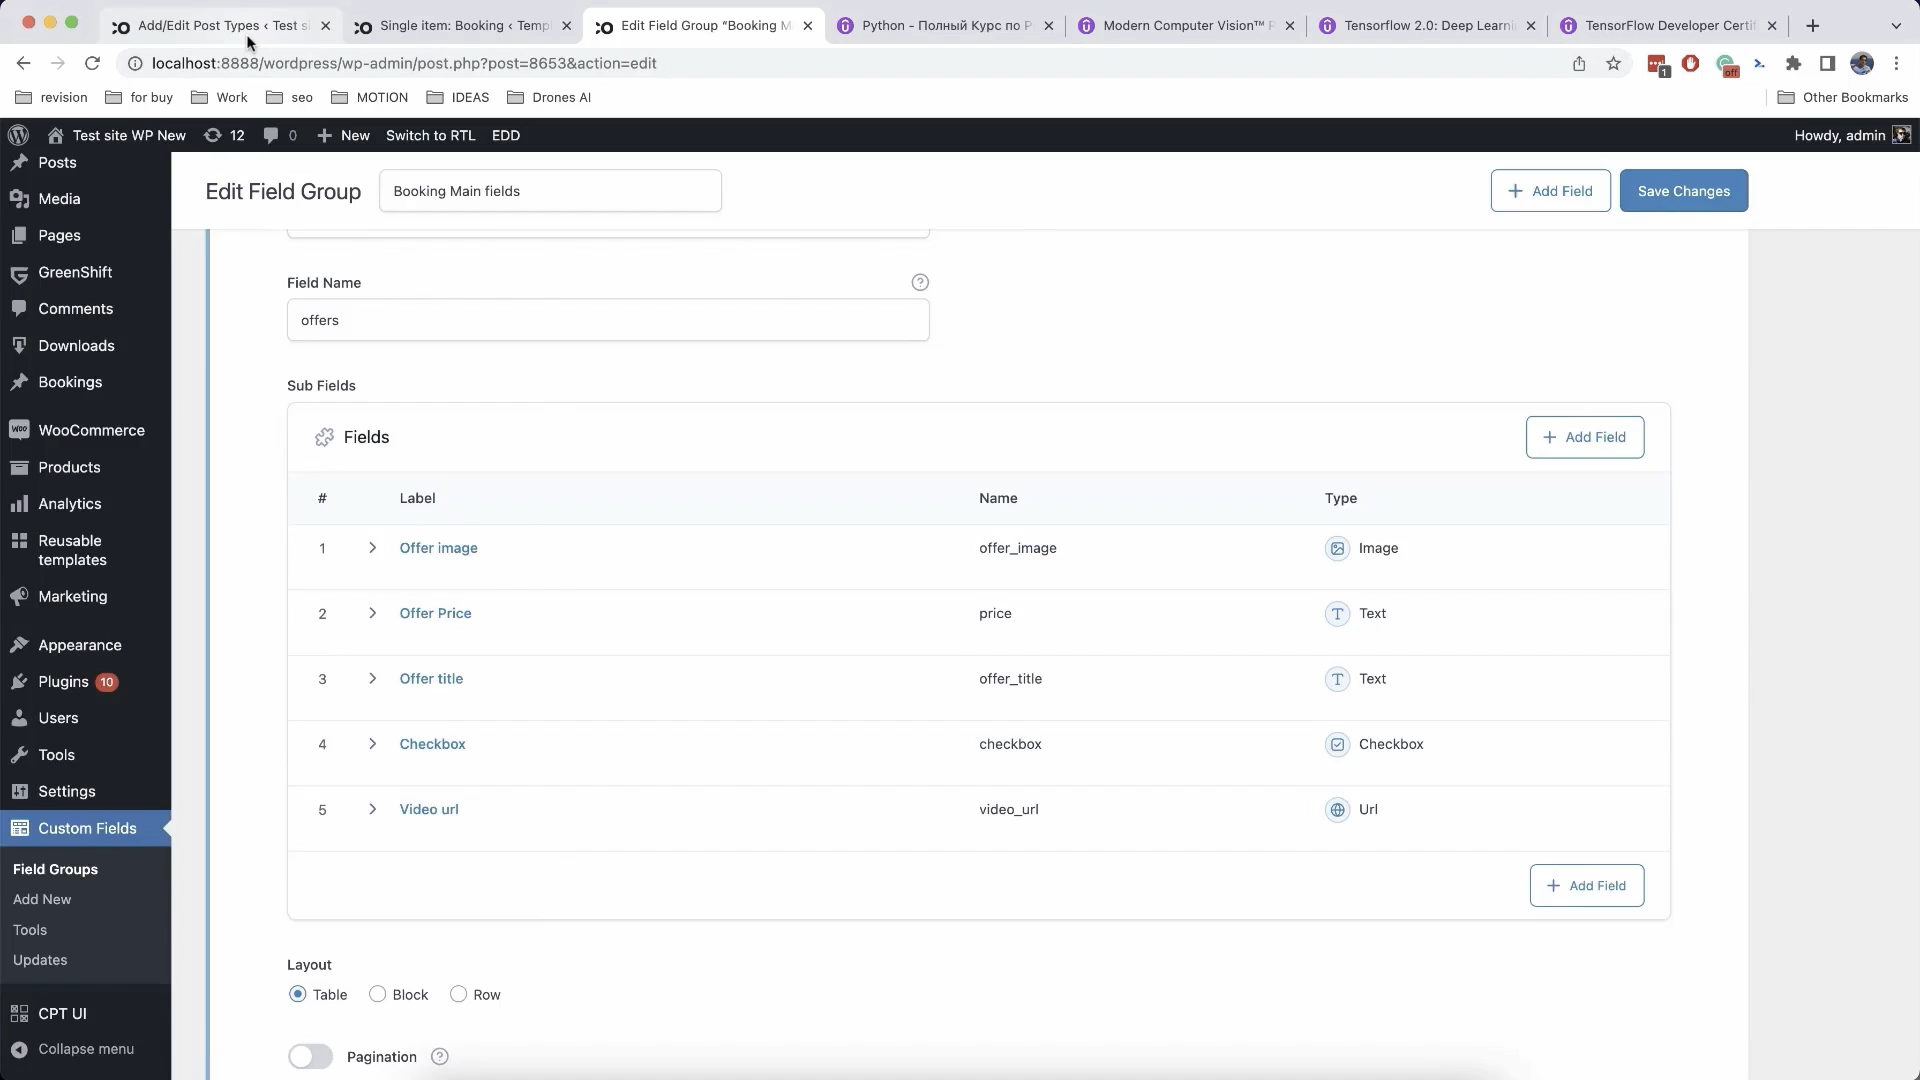 Add/Edit Post Types ‹ Test si
Single item: Booking ‹ Templ
Edit Field Group “Booking M
Python - Полный Курс по P
Modern Computer Vision™ P
Tensorflow 2.0: Deep Learnin
TensorFlow Developer Certif
localhost:8888/wordpress/wp-admin/post.php?post=8653&action=edit
1
off
revision
for buy
Work
seo
MOTION
IDEAS
Drones AI
Other Bookmarks
Test site WP New
12
0
New
Switch to RTL
EDD
Howdy, admin
Posts
Media
Pages
GreenShift
Comments
Downloads
Bookings
WooCommerce
Products
Analytics
Reusable
templates
Marketing
Appearance
Plugins 10
Users
Tools
Settings
Custom Fields
Field Groups
Add New
Tools
Updates
CPT UI
Collapse menu
Edit Field Group
Booking Main fields
Add Field
Save Changes
Field Name
offers
Sub Fields
Fields
Add Field
# Label Name Type
1 Offer image offer_image Image
2 Offer Price price Text
3 Offer title offer_title Text
4 Checkbox checkbox Checkbox
5 Video url video_url Url
Add Field
Layout
Table Block Row
Pagination